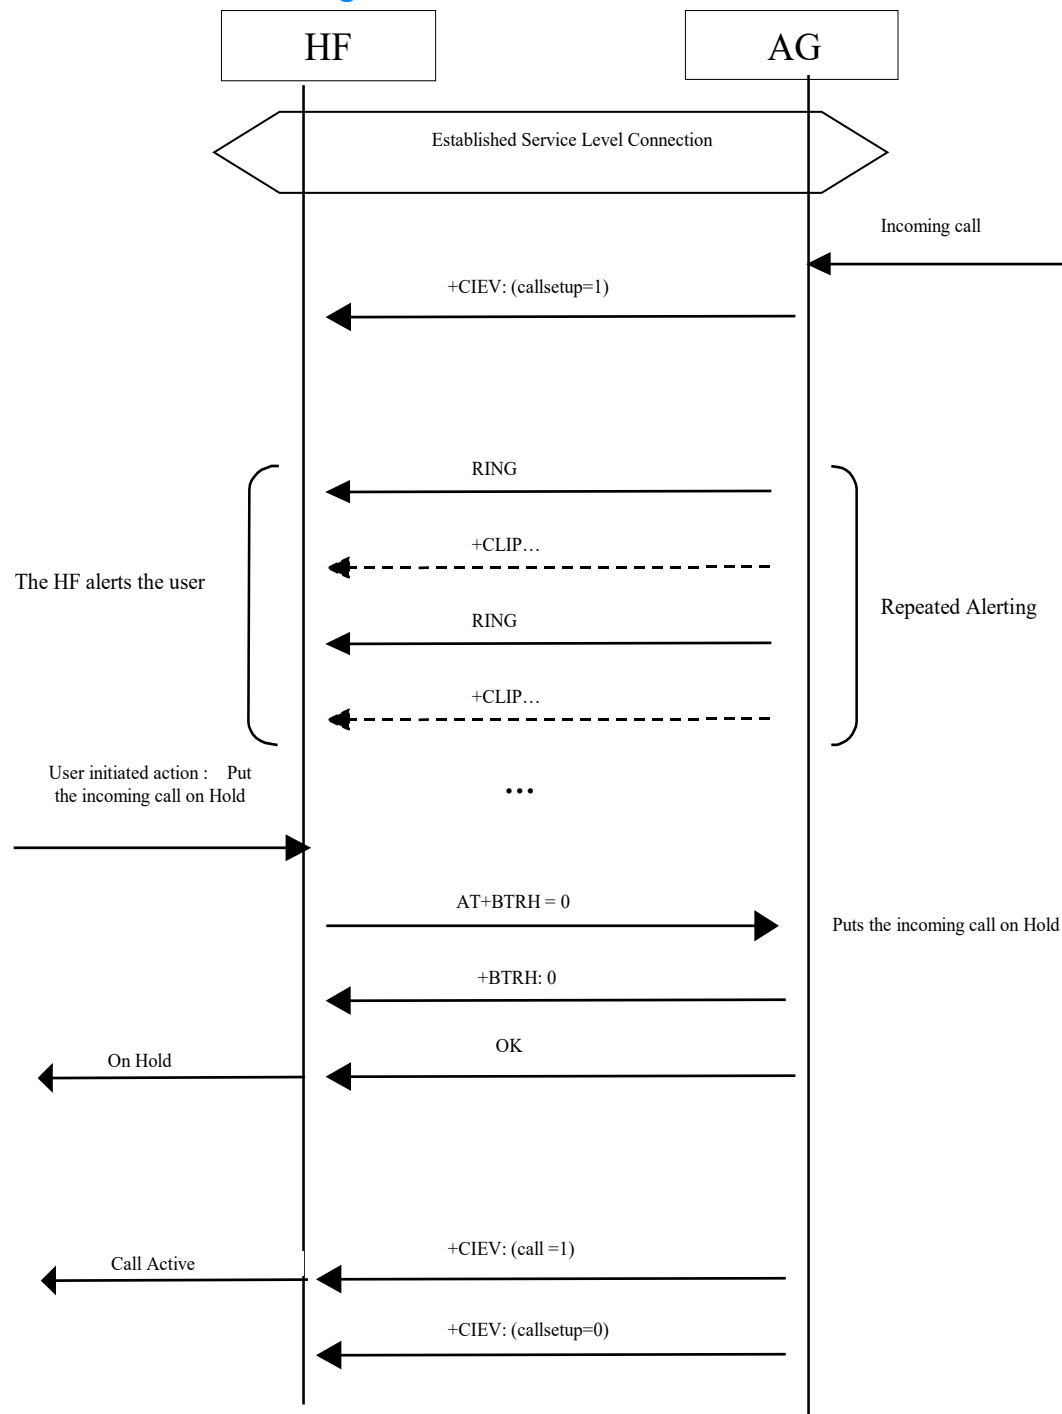 HF
AG
Established Service Level Connection
Incoming call
+CIEV: (callsetup=1)
RING
+CLIP…
The HF alerts the user
Repeated Alerting
RING
+CLIP…
User initiated action : Put
the incoming call on Hold
...
AT+BTRH = 0
Puts the incoming call on Hold
+BTRH: 0
OK
On Hold
+CIEV: (call =1)
Call Active
+CIEV: (callsetup=0)